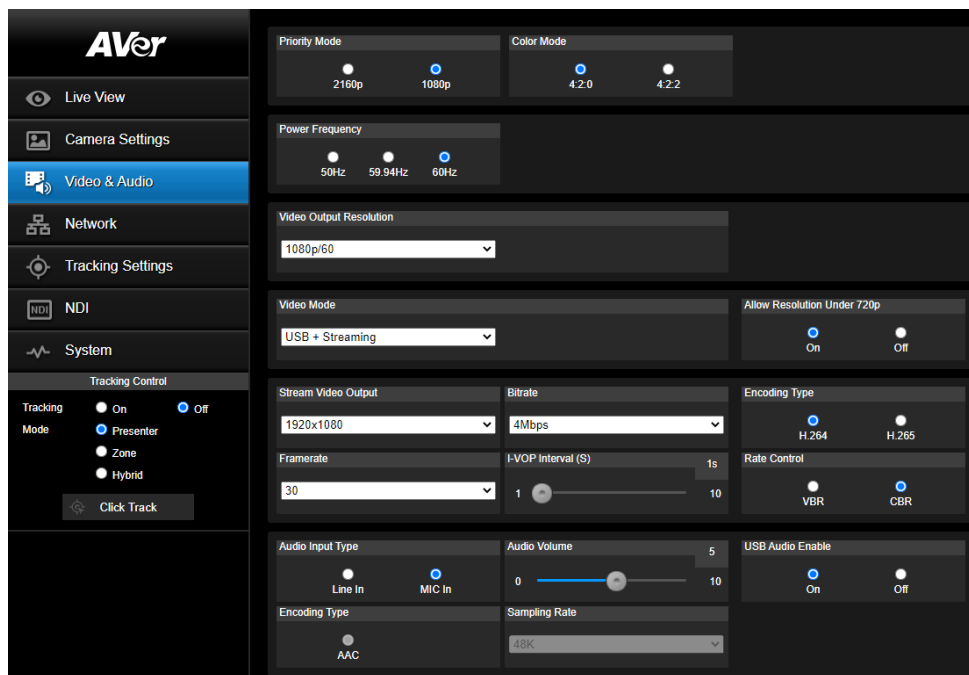 AVer
Live View
Camera Settings
Video & Audio
Network
Tracking Settings
NDI
NDI
System
Tracking Control
Tracking On Off
Mode Presenter
Zone
Hybrid
Click Track
Priority Mode Color Mode
2160p 1080p 4:2:0 4:2:2
Power Frequency
50Hz 59.94Hz 60Hz
Video Output Resolution
1080p/60
Video Mode Allow Resolution Under 720p
USB + Streaming
On Off
Stream Video Output Bitrate Encoding Type
1920x1080 4Mbps
H.264 H.265
Framerate I-VOP Interval (S) 1s Rate Control
30 1 10
VBR CBR
Audio Input Type Audio Volume 5 USB Audio Enable
0 10
Line In MIC In On Off
Encoding Type Sampling Rate
48K
AAC